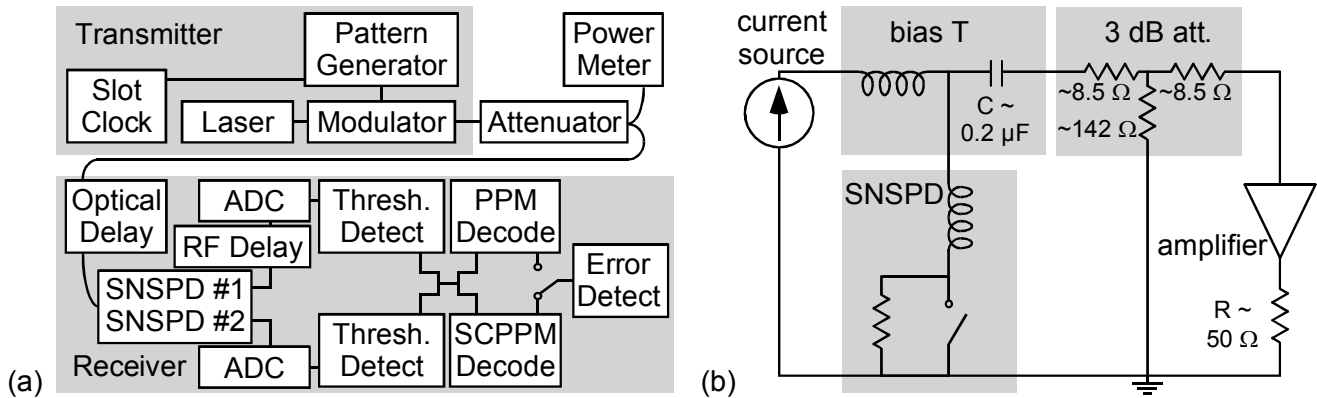 Transmitter
Pattern
Generator
Power
Meter
Slot
Clock
Laser
Modulator
Attenuator
Optical
Delay
ADC
Thresh.
Detect
PPM
Decode
RF Delay
Error
Detect
SNSPD #1
SNSPD #2
Thresh.
Detect
SCPPM
Decode
ADC
Receiver
(a)
current
source
bias T
3 dB att.
C ~
0.2 µF
~8.5 Ω
~8.5 Ω
~142 Ω
SNSPD
amplifier
R ~
50 Ω
(b)